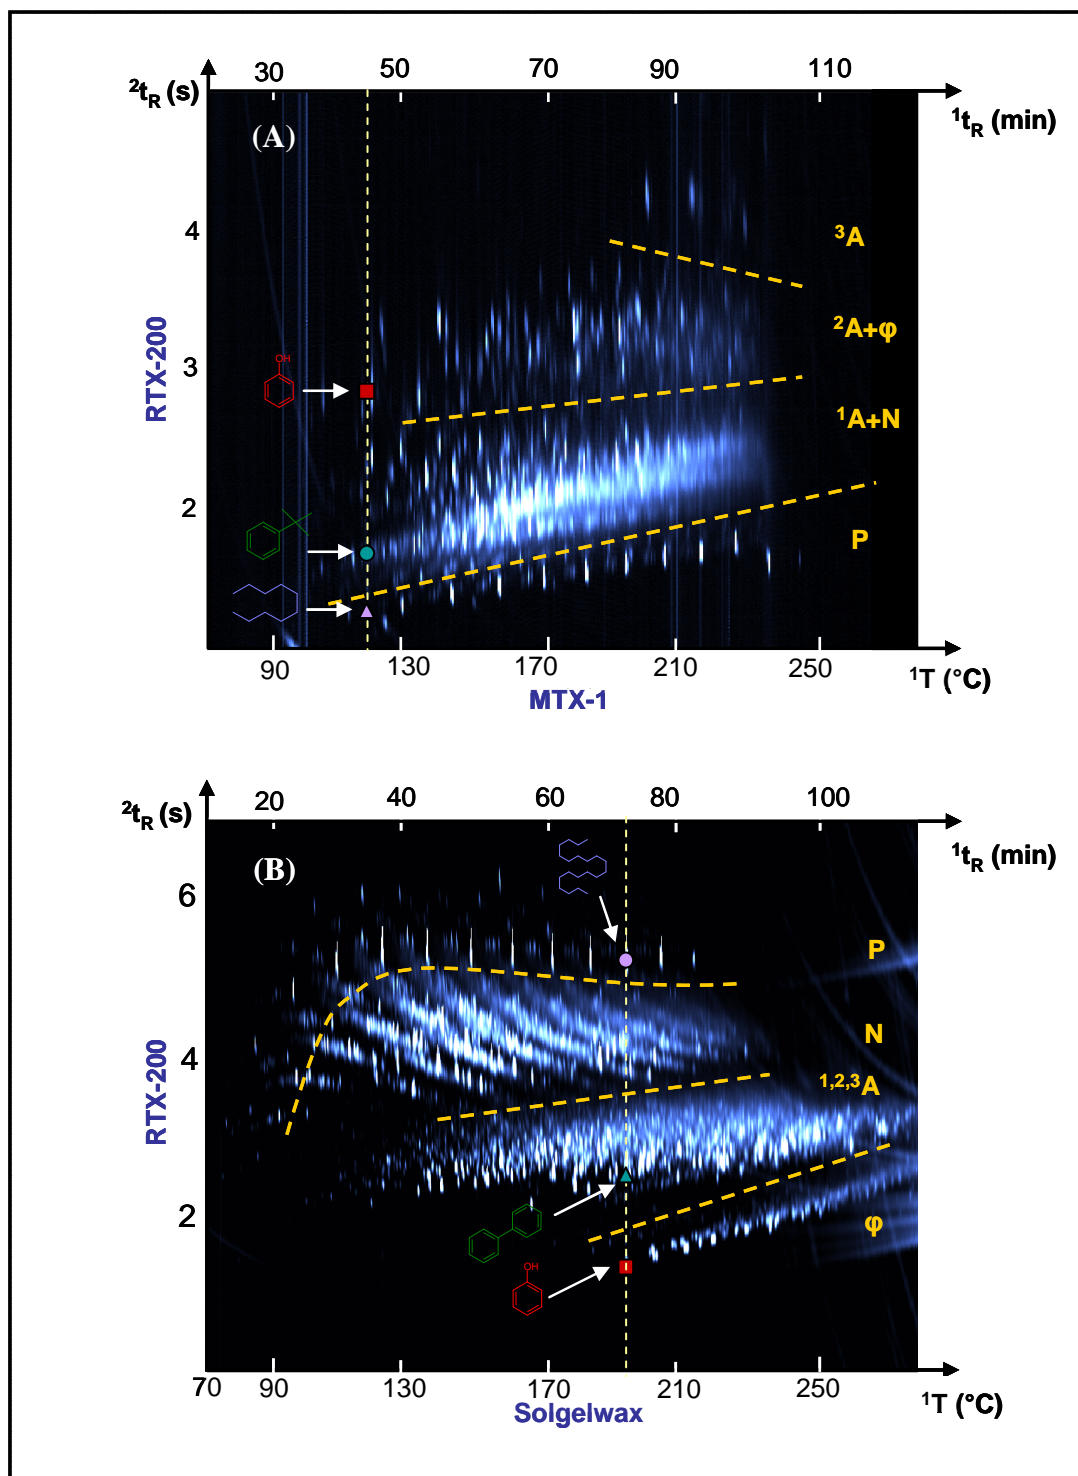 30 50 70 90 110
²tR (s)
¹tR (min)
(A)
4
³A
²A+φ
RTX-200
3
OH
¹A+N
2
P
90 130 170 210 250
¹T (°C)
MTX-1
20 40 60 80 100
²tR (s)
¹tR (min)
(B)
6
P
N
4
¹,²,³A
RTX-200
2
φ
OH
70 90 130 170 210 250
¹T (°C)
Solgelwax